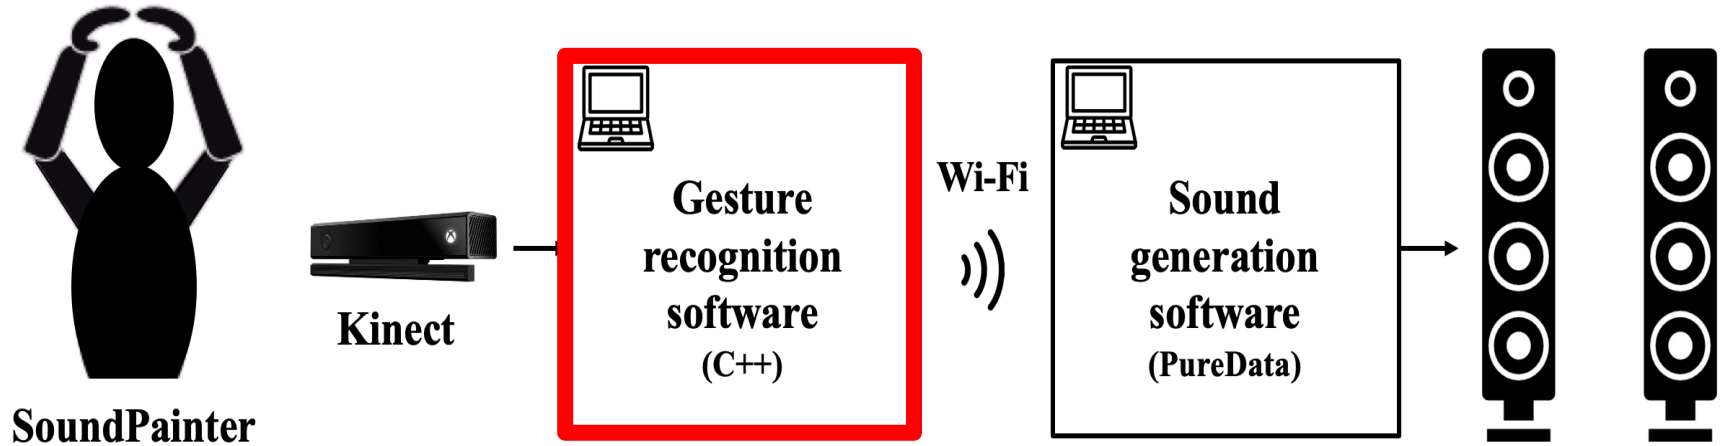 SoundPainter
Kinect
Gesture
recognition
software
(C++)
Wi-Fi
Sound
generation
software
(PureData)